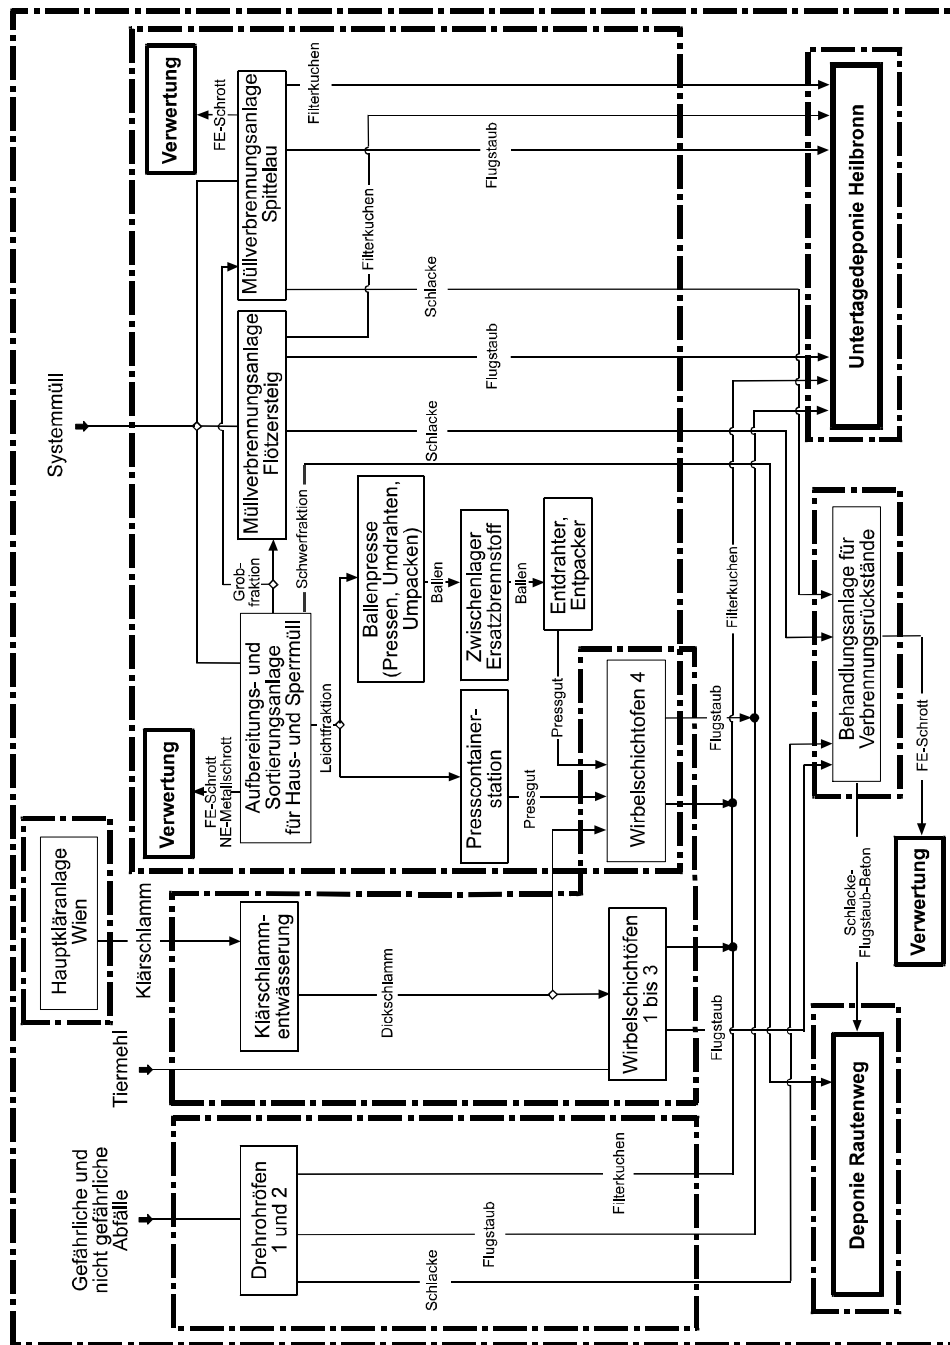 Gefährliche und
nicht gefährliche
Abfälle
Tiermehl
Klärschlamm
Hauptkläranlage
Wien
Systemmüll
Verwertung
FE-Schrott
NE-Metallschrott
Verwertung
FE-Schrott
Drehrohröfen
1 und 2
Klärschlamm-
entwässerung
Aufbereitungs- und
Sortierungsanlage
für Haus- und Sperrmüll
Grob-
fraktion
Müllverbrennungsanlage
Flötzersteig
Müllverbrennungsanlage
Spittelau
Schwerfraktion
Filterkuchen
Leichtfraktion
Filterkuchen
Ballenpresse
(Pressen, Umdrahten,
Umpacken)
Dickschlamm
Schlacke
Flugstaub
Ballen
Schlacke
Flugstaub
Schlacke
Flugstaub
Presscontainer-
station
Zwischenlager
Ersatzbrennstoff
Pressgut
Ballen
Pressgut
Entdrahter,
Entpacker
Filterkuchen
Wirbelschichtöfen
1 bis 3
Wirbelschichtofen 4
Flugstaub
Flugstaub
Filterkuchen
Deponie Rautenweg
Schlacke-
Flugstaub-Beton
Behandlungsanlage für
Verbrennungsrückstände
Untertagedeponie Heilbronn
FE-Schrott
Verwertung